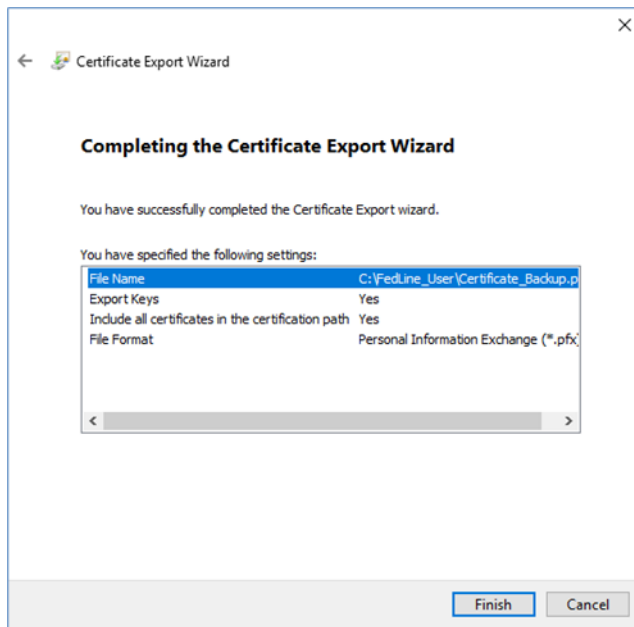 Certificate Export Wizard
Completing the Certificate Export Wizard
You have successfully completed the Certificate Export wizard.
You have specified the following settings:
File Name C:\FedLine_User\Certificate_Backup.p
Export Keys Yes
Include all certificates in the certification path Yes
File Format Personal Information Exchange (*.pfx)
Finish Cancel